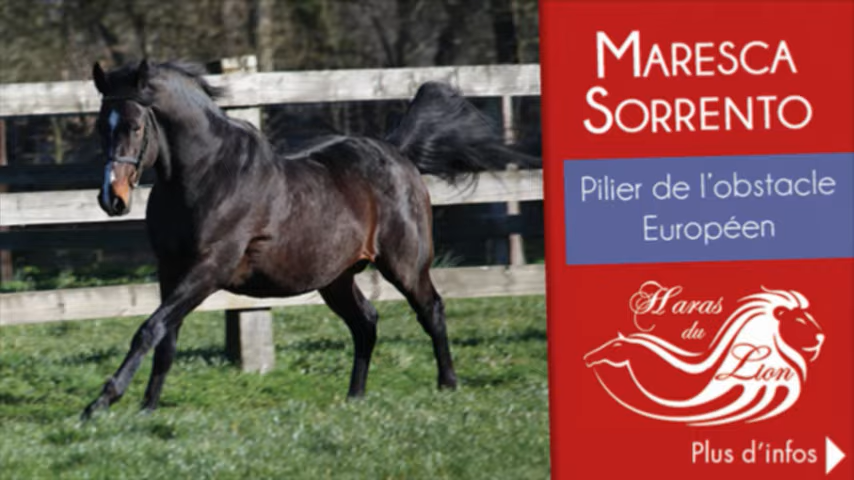 MARESCA
SORRENTO
Pilier de l'obstacle
Européen
Haras
du
Lion
Plus d'infos